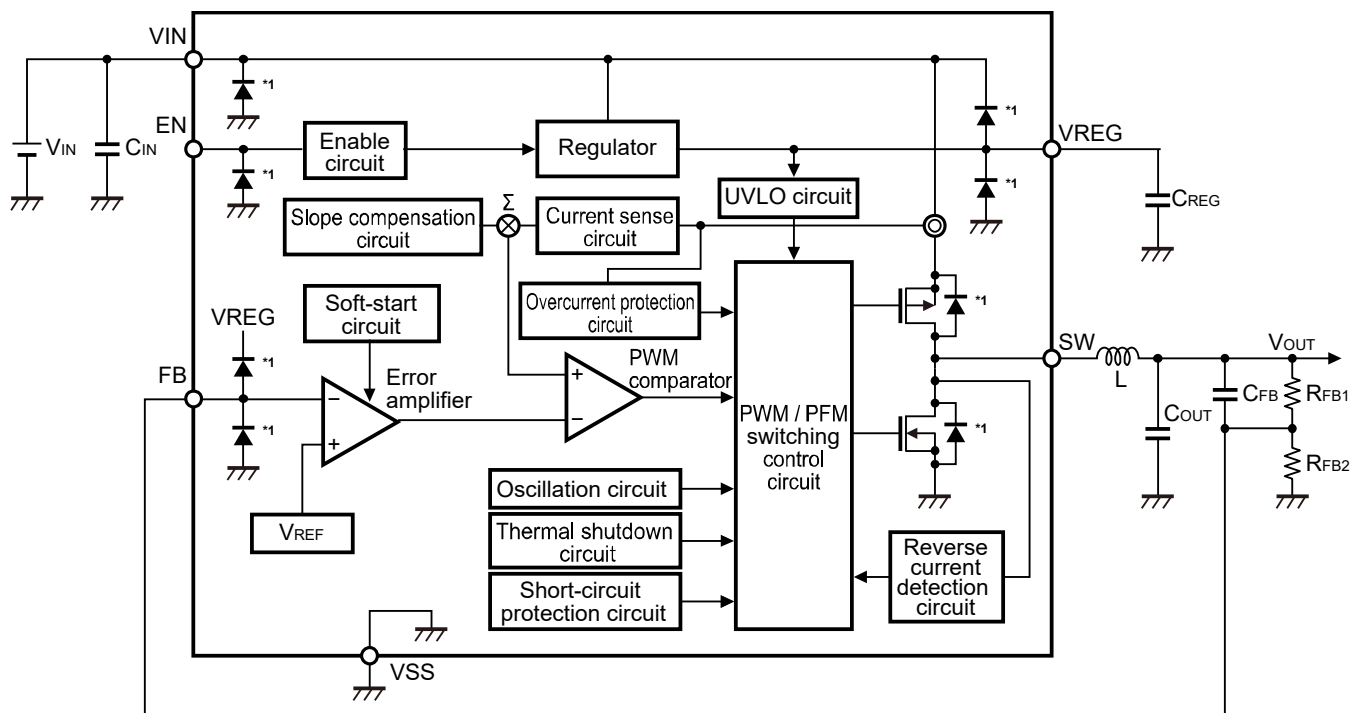 VIN
*1
*1
EN
VREG
VIN
CIN
Enable
circuit
Regulator
*1
*1
UVLO circuit
CREG
Σ
Slope compensation
circuit
Current sense
circuit
Overcurrent protection
circuit
*1
Soft-start
circuit
VREG
*1
SW
VOUT
L
FB
Error
amplifier
PWM
comparator
−
+
+
−
*1
PWM / PFM
switching
control
circuit
*1
COUT
CFB
RFB1
RFB2
VREF
Oscillation circuit
Thermal shutdown
circuit
Short-circuit
protection circuit
Reverse
current
detection
circuit
VSS